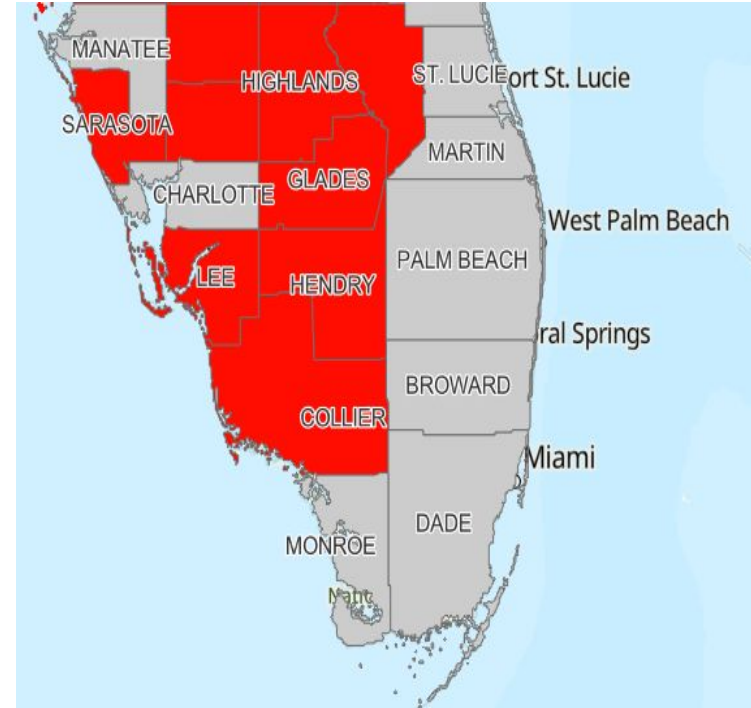 MANATEE
HIGHLANDS
ST. LUCIE
ort St. Lucie
SARASOTA
MARTIN
CHARLOTTE
GLADES
West Palm Beach
PALM BEACH
LEE
HENDRY
ral Springs
BROWARD
COLLIER
Miami
DADE
MONROE